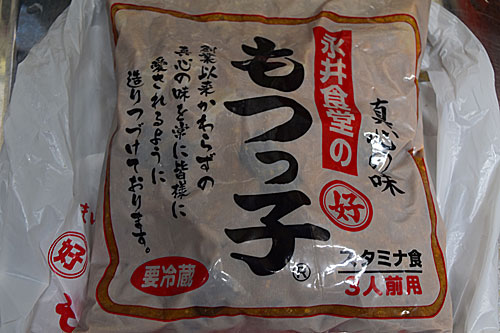 真心の味
永井食堂の
もつっ子
創業以来かわらずの
真心の味を常に皆様に
愛されるように
造りつづけております。
好
要冷蔵
スタミナ食
3人前用
好